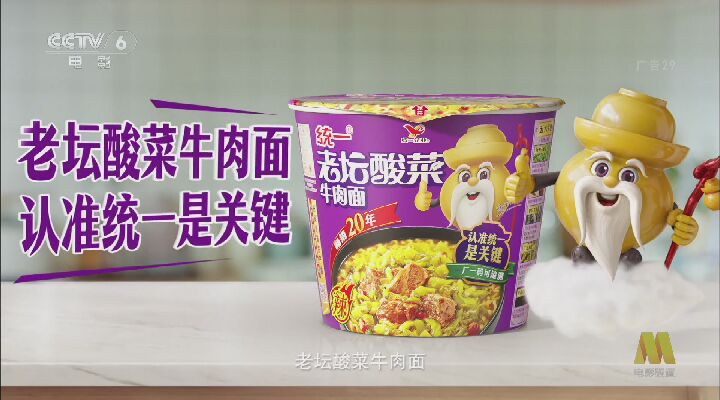 CCTV 6
电影
广告29
老坛酸菜牛肉面
认准统一是关键
统一
老坛酸菜
牛肉面
畅销20年
认准统一
是关键
老坛酸菜牛肉面
M
电影频道